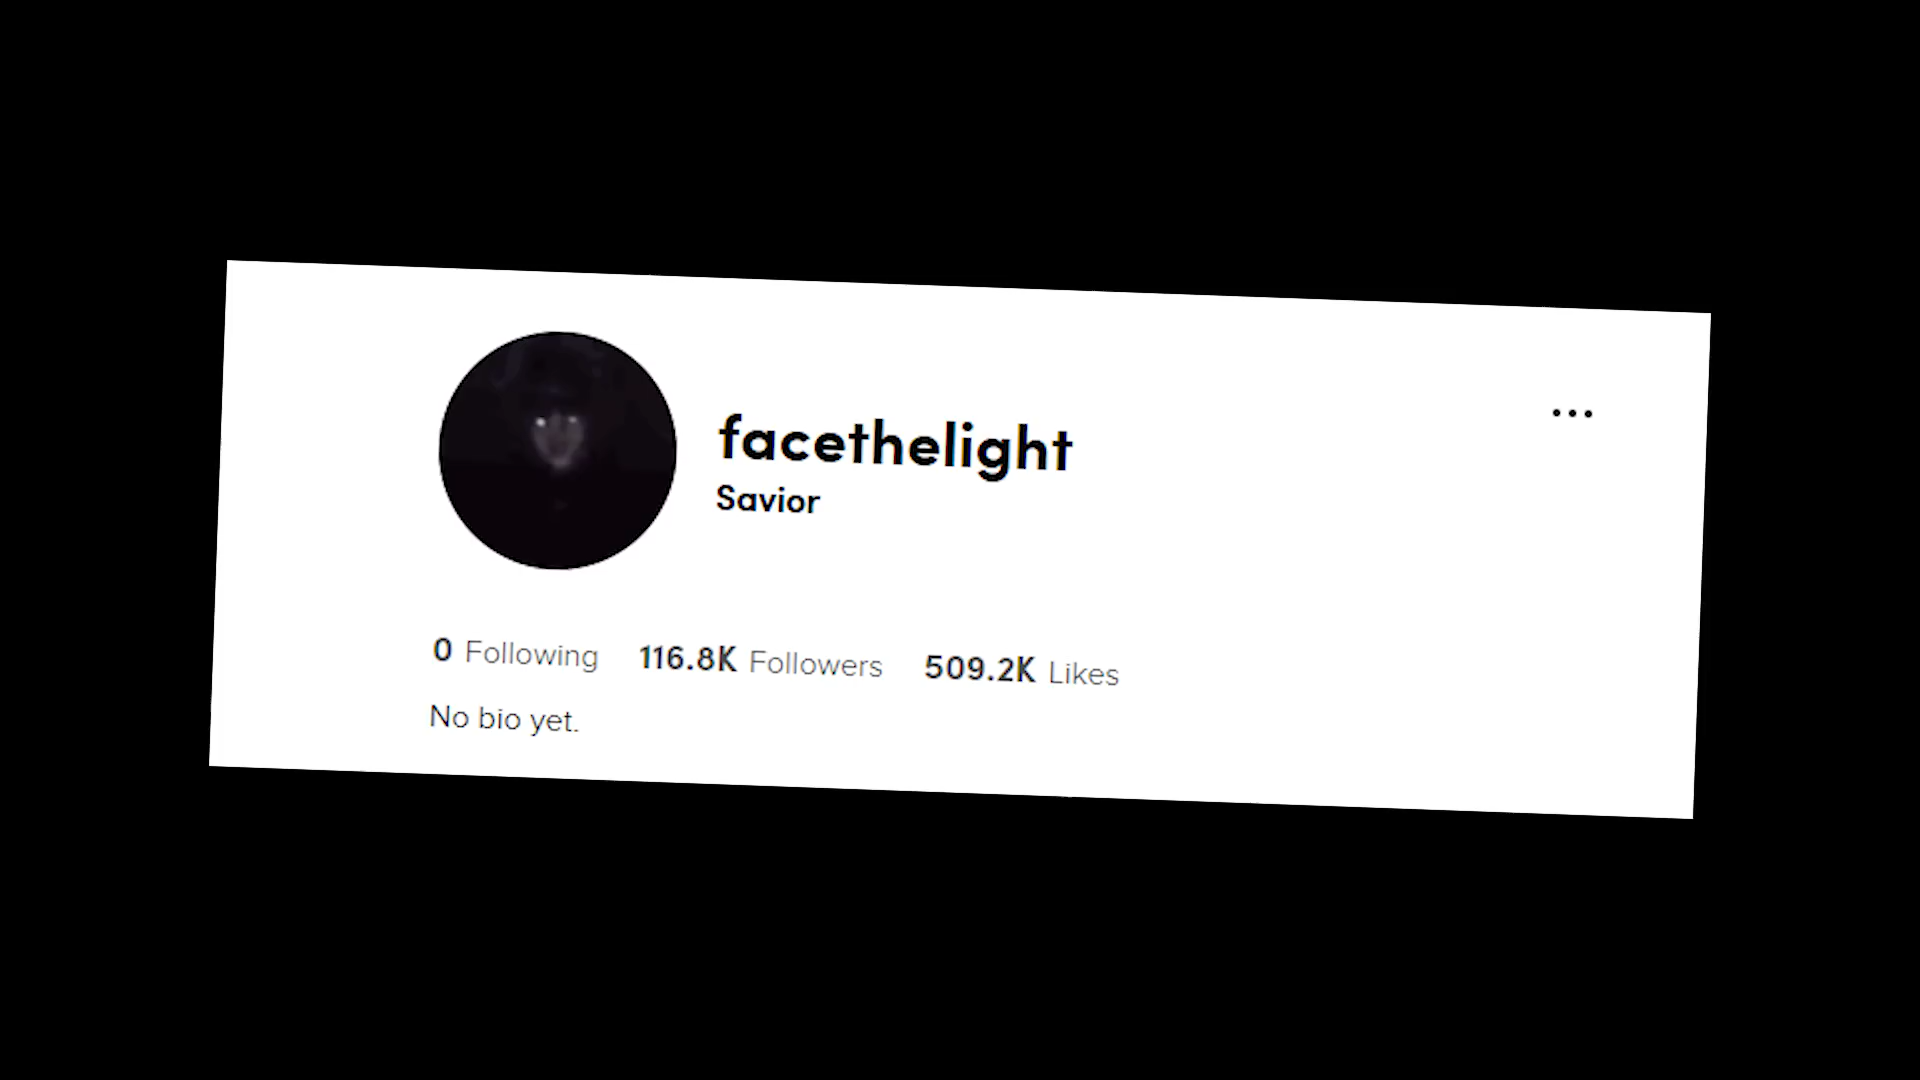 facethelight
Savior
0 Following 116.8K Followers 509.2K Likes
No bio yet.